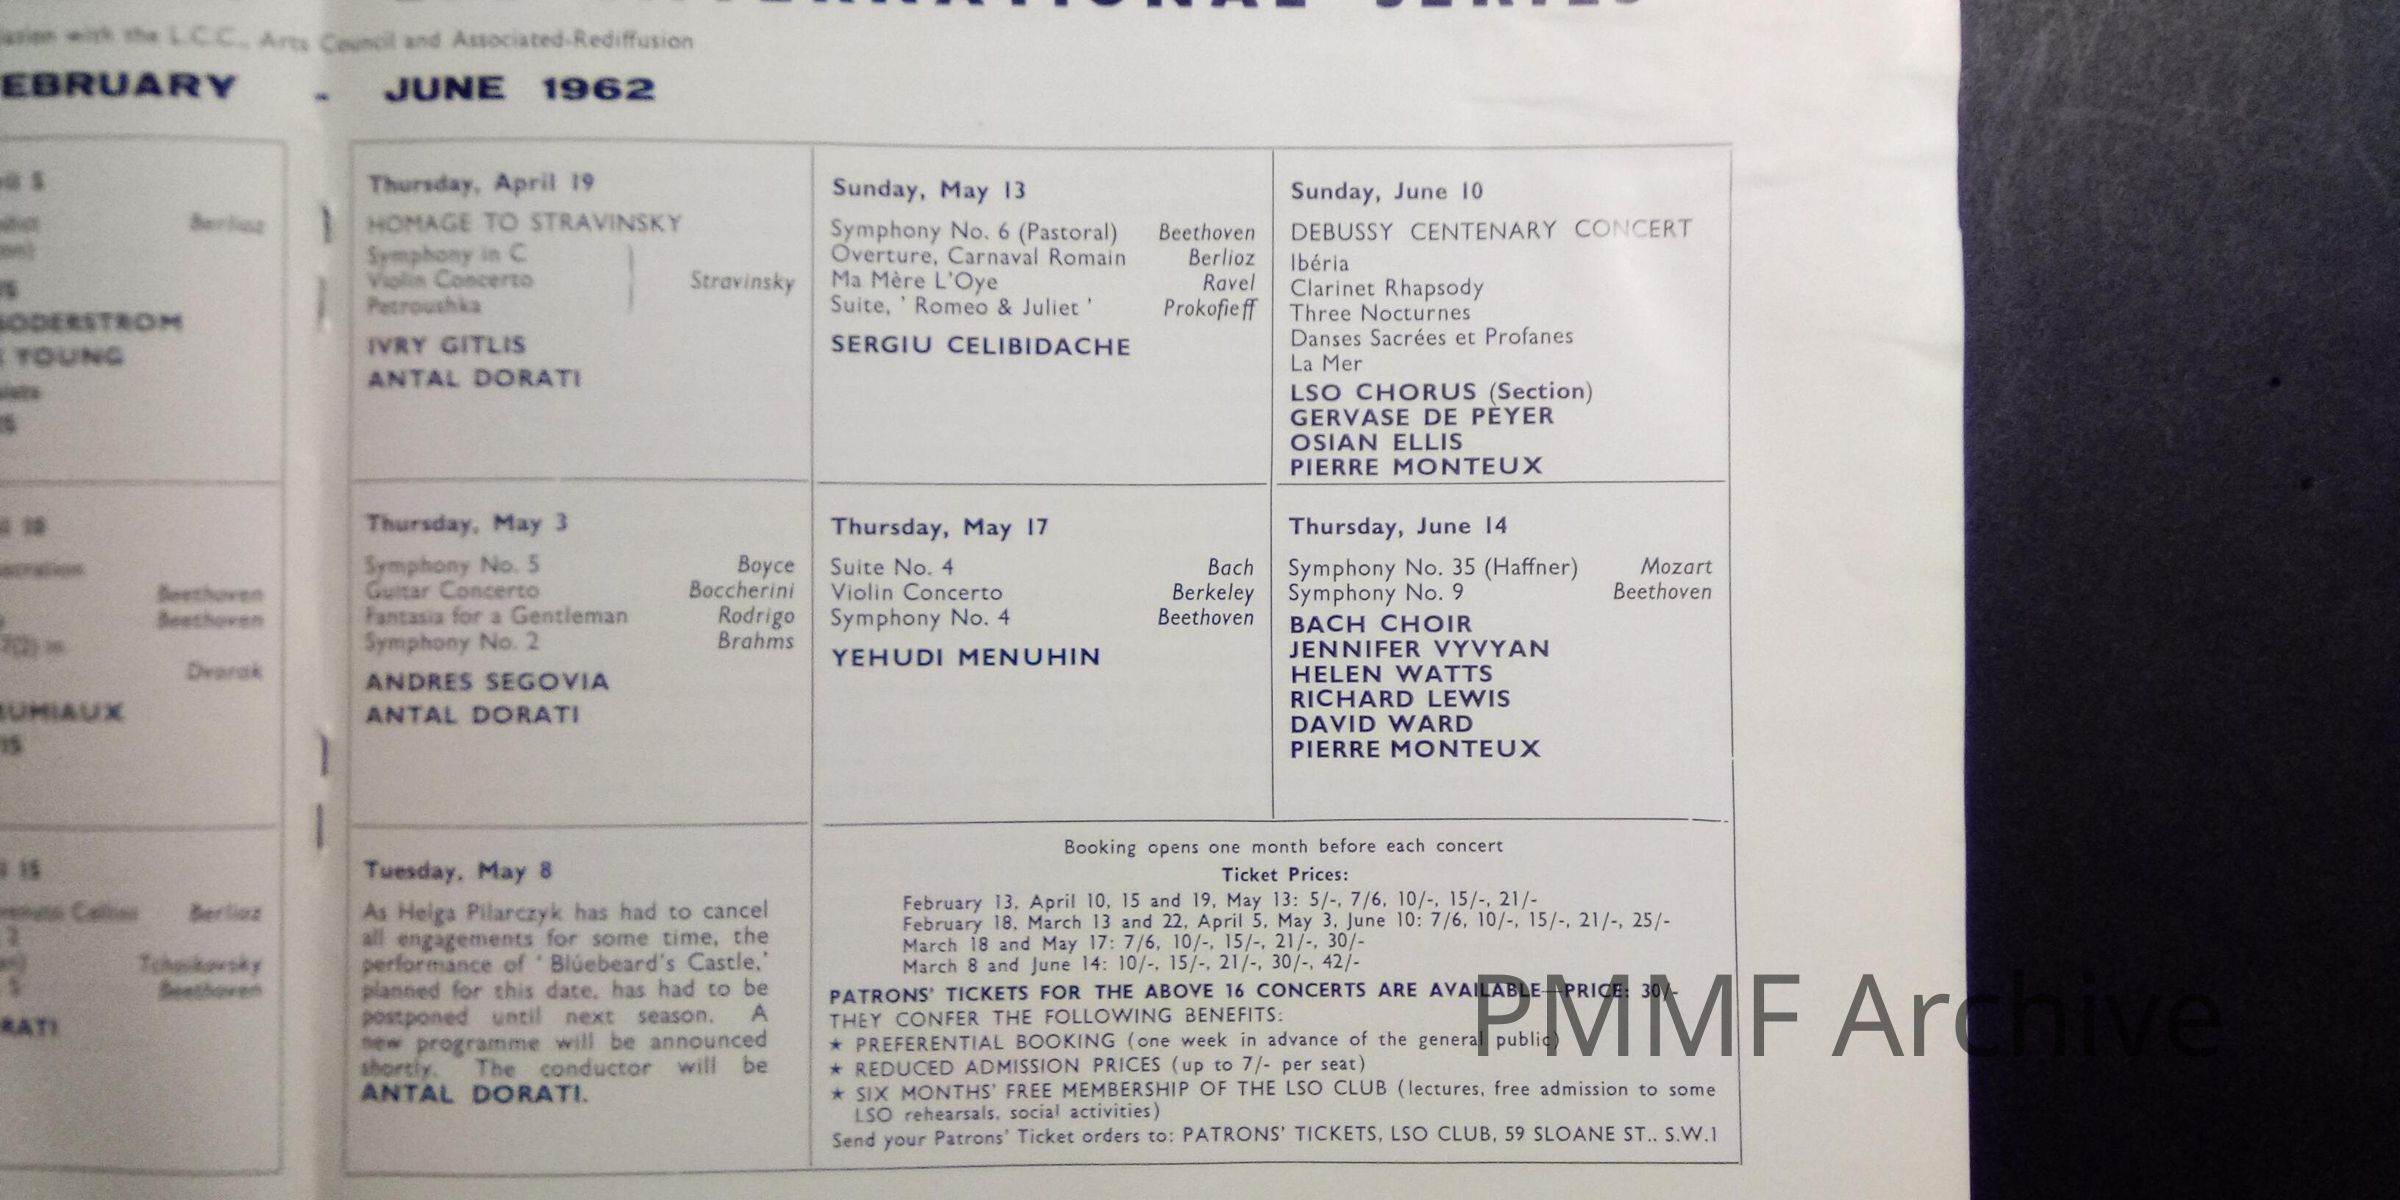 INTERNATIONAL SERIES
with the L.C.C., Arts Council and Associated-Rediffusion
EBRUARY - JUNE 1962
5
Berlioz
SODERSTROM
YOUNG
10
Beethoven
Beethoven
Dvorak
UMIAUX
15
Berlioz
Tchaikovsky
Beethoven
RATI
Thursday, April 19
HOMAGE TO STRAVINSKY
Symphony in C
Violin Concerto Stravinsky
Petroushka
IVRY GITLIS
ANTAL DORATI
Thursday, May 3
Symphony No. 5 Boyce
Guitar Concerto Boccherini
Fantasia for a Gentleman Rodrigo
Symphony No. 2 Brahms
ANDRES SEGOVIA
ANTAL DORATI
Tuesday, May 8
As Helga Pilarczyk has had to cancel
all engagements for some time, the
performance of ' Bluebeard's Castle,'
planned for this date, has had to be
postponed until next season. A
new programme will be announced
shortly. The conductor will be
ANTAL DORATI.
Sunday, May 13
Symphony No. 6 (Pastoral) Beethoven
Overture, Carnaval Romain Berlioz
Ma Mère L'Oye Ravel
Suite, ' Romeo & Juliet ' Prokofieff
SERGIU CELIBIDACHE
Thursday, May 17
Suite No. 4 Bach
Violin Concerto Berkeley
Symphony No. 4 Beethoven
YEHUDI MENUHIN
Sunday, June 10
DEBUSSY CENTENARY CONCERT
Ibéria
Clarinet Rhapsody
Three Nocturnes
Danses Sacrées et Profanes
La Mer
LSO CHORUS (Section)
GERVASE DE PEYER
OSIAN ELLIS
PIERRE MONTEUX
Thursday, June 14
Symphony No. 35 (Haffner) Mozart
Symphony No. 9 Beethoven
BACH CHOIR
JENNIFER VYVYAN
HELEN WATTS
RICHARD LEWIS
DAVID WARD
PIERRE MONTEUX
Booking opens one month before each concert
Ticket Prices:
February 13, April 10, 15 and 19, May 13: 5/-, 7/6, 10/-, 15/-, 21/-
February 18, March 13 and 22, April 5, May 3, June 10: 7/6, 10/-, 15/-, 21/-, 25/-
March 18 and May 17: 7/6, 10/-, 15/-, 21/-, 30/-
March 8 and June 14: 10/-, 15/-, 21/-, 30/-, 42/-
PATRONS' TICKETS FOR THE ABOVE 16 CONCERTS ARE AVAILABLE—PRICE: 30/-
THEY CONFER THE FOLLOWING BENEFITS:
★ PREFERENTIAL BOOKING (one week in advance of the general public)
★ REDUCED ADMISSION PRICES (up to 7/- per seat)
★ SIX MONTHS' FREE MEMBERSHIP OF THE LSO CLUB (lectures, free admission to some
LSO rehearsals, social activities)
Send your Patrons' Ticket orders to: PATRONS' TICKETS, LSO CLUB, 59 SLOANE ST.. S.W.1
PMMF Archive